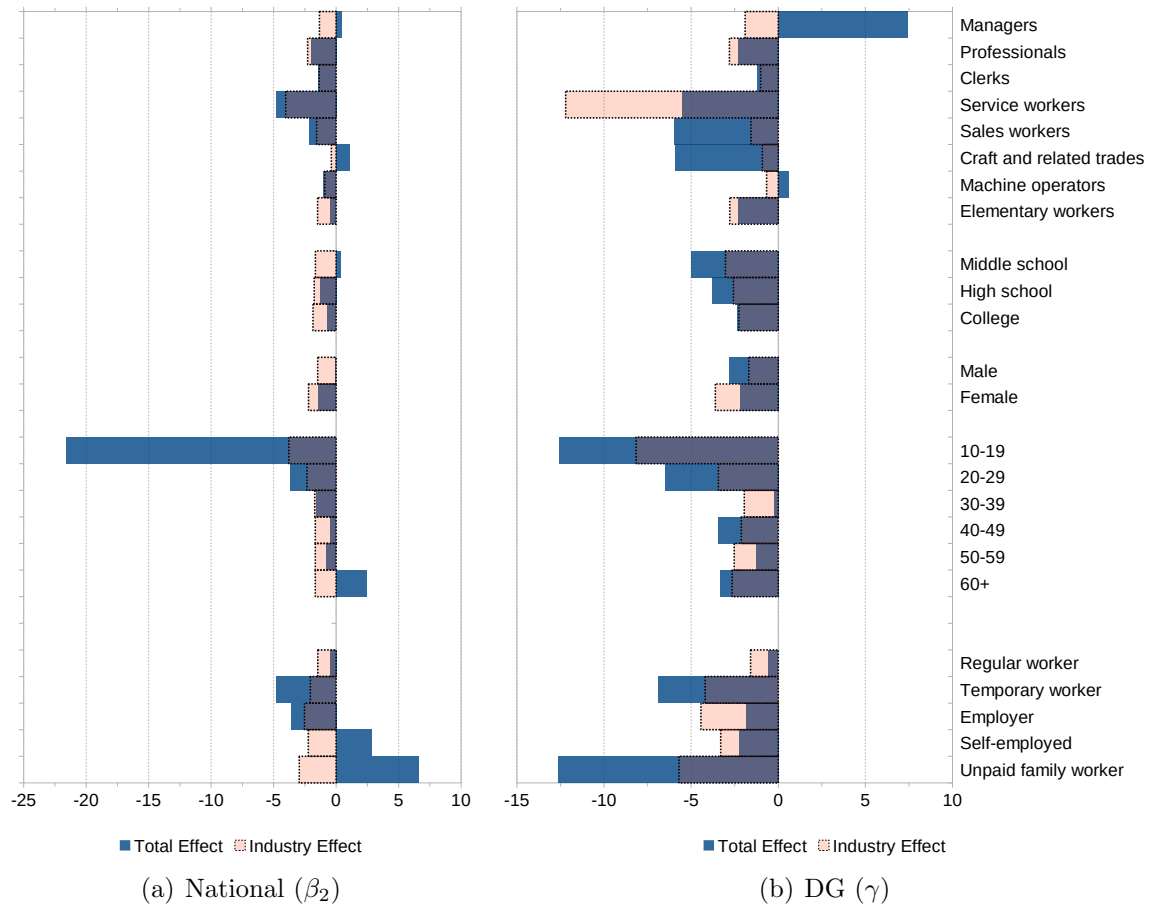 Managers
Professionals
Clerks
Service workers
Sales workers
Craft and related trades
Machine operators
Elementary workers
Middle school
High school
College
Male
Female
10-19
20-29
30-39
40-49
50-59
60+
Regular worker
Temporary worker
Employer
Self-employed
Unpaid family worker
-25 -20 -15 -10 -5 0 5 10
-15 -10 -5 0 5 10
Total Effect Industry Effect
Total Effect Industry Effect
(a) National (β₂)
(b) DG (γ)